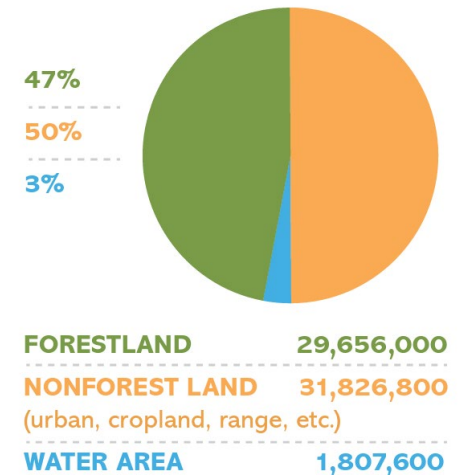 47%
50%
3%
FORESTLAND 29,656,000
NONFOREST LAND 31,826,800
(urban, cropland, range, etc.)
WATER AREA 1,807,600